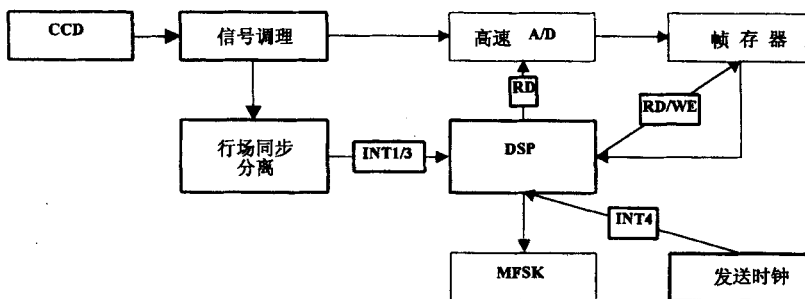 CCD
信号调理
高速 A/D
帧 存 器
RD
RD/WE
行场同步
分离
INT1/3
DSP
INT4
MFSK
发送时钟